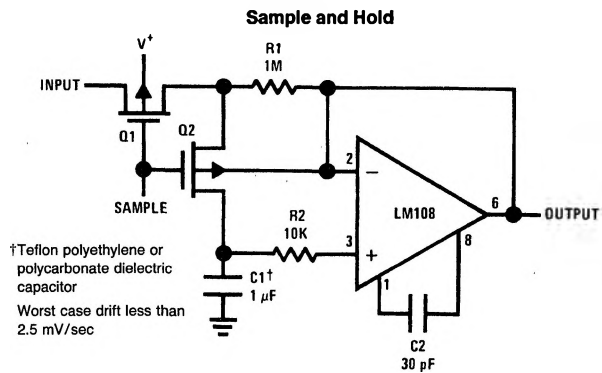 Sample and Hold
V+
R1
1M
INPUT
Q1
Q2
2
−
LM108
6
OUTPUT
SAMPLE
R2
10K
3
+
8
1
†Teflon polyethylene or
polycarbonate dielectric
capacitor
Worst case drift less than
2.5 mV/sec
C1†
1 μF
C2
30 pF